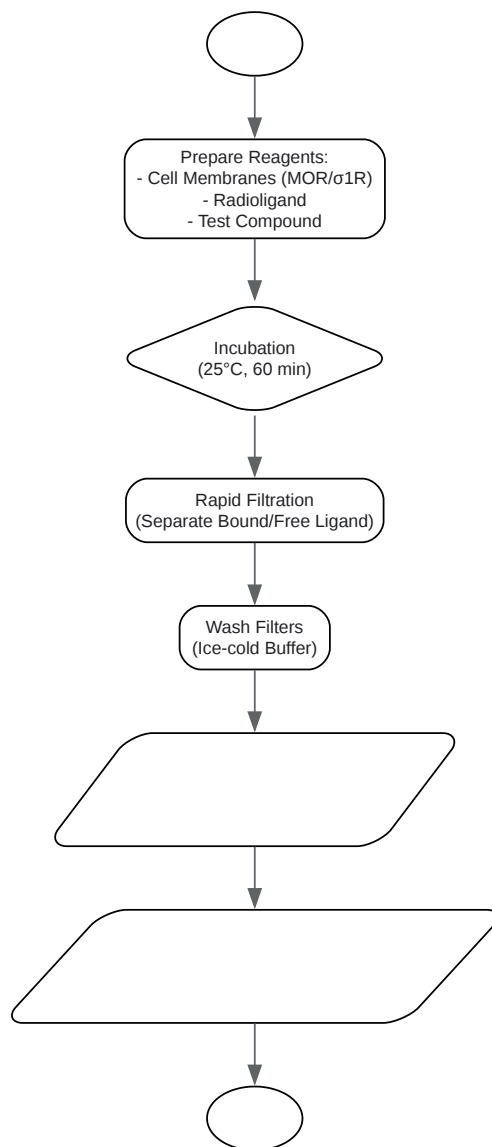 Prepare Reagents:
- Cell Membranes (MOR/σ1R)
- Radioligand
- Test Compound
Incubation
(25°C, 60 min)
Rapid Filtration
(Separate Bound/Free Ligand)
Wash Filters
(Ice-cold Buffer)